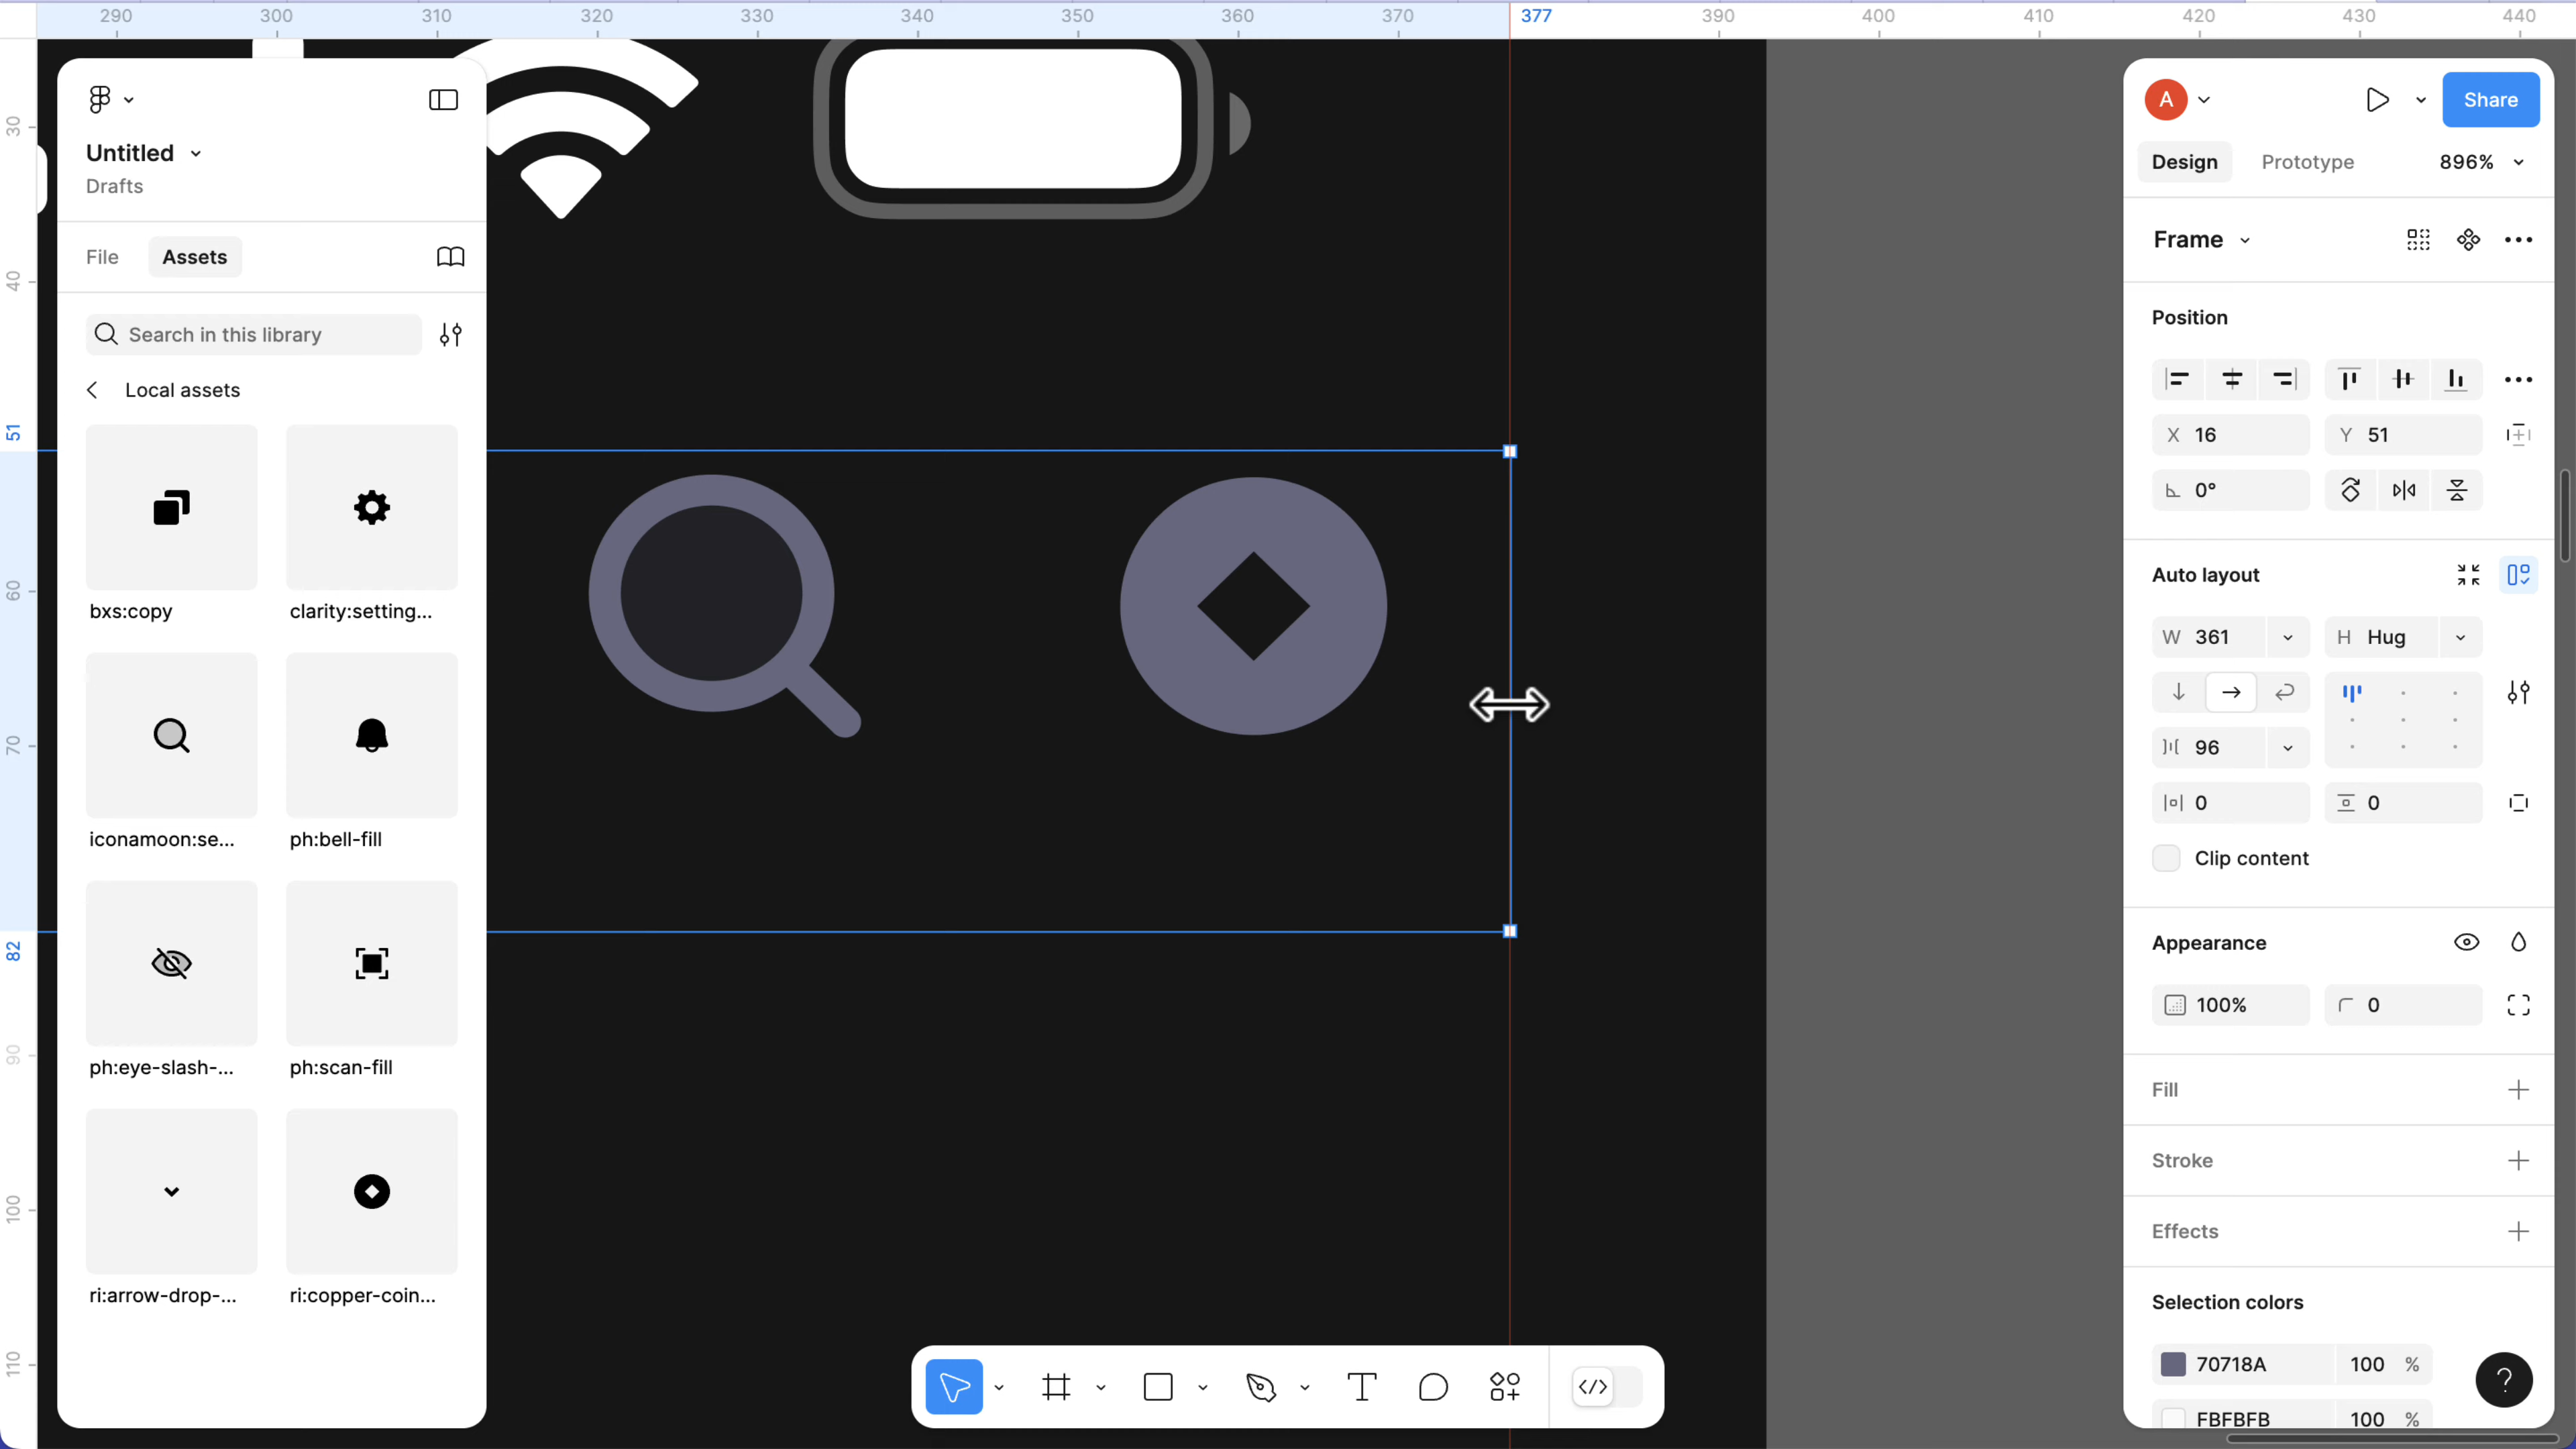 290 300 310 320 330 340 350 360 370 377 390 400 410 420 430 440
30
40
51
60
70
82
90
100
110
Untitled
Drafts
File Assets
Search in this library
Local assets
bxs:copy clarity:setting...
iconamoon:se... ph:bell-fill
ph:eye-slash-... ph:scan-fill
ri:arrow-drop-... ri:copper-coin...
A Share
Design Prototype 896%
Frame
Position
X 16 Y 51
0°
Auto layout
W 361 H Hug
96
0 0
Clip content
Appearance
100% 0
Fill
Stroke
Effects
Selection colors
70718A 100 %
FBFBFB 100 %
?